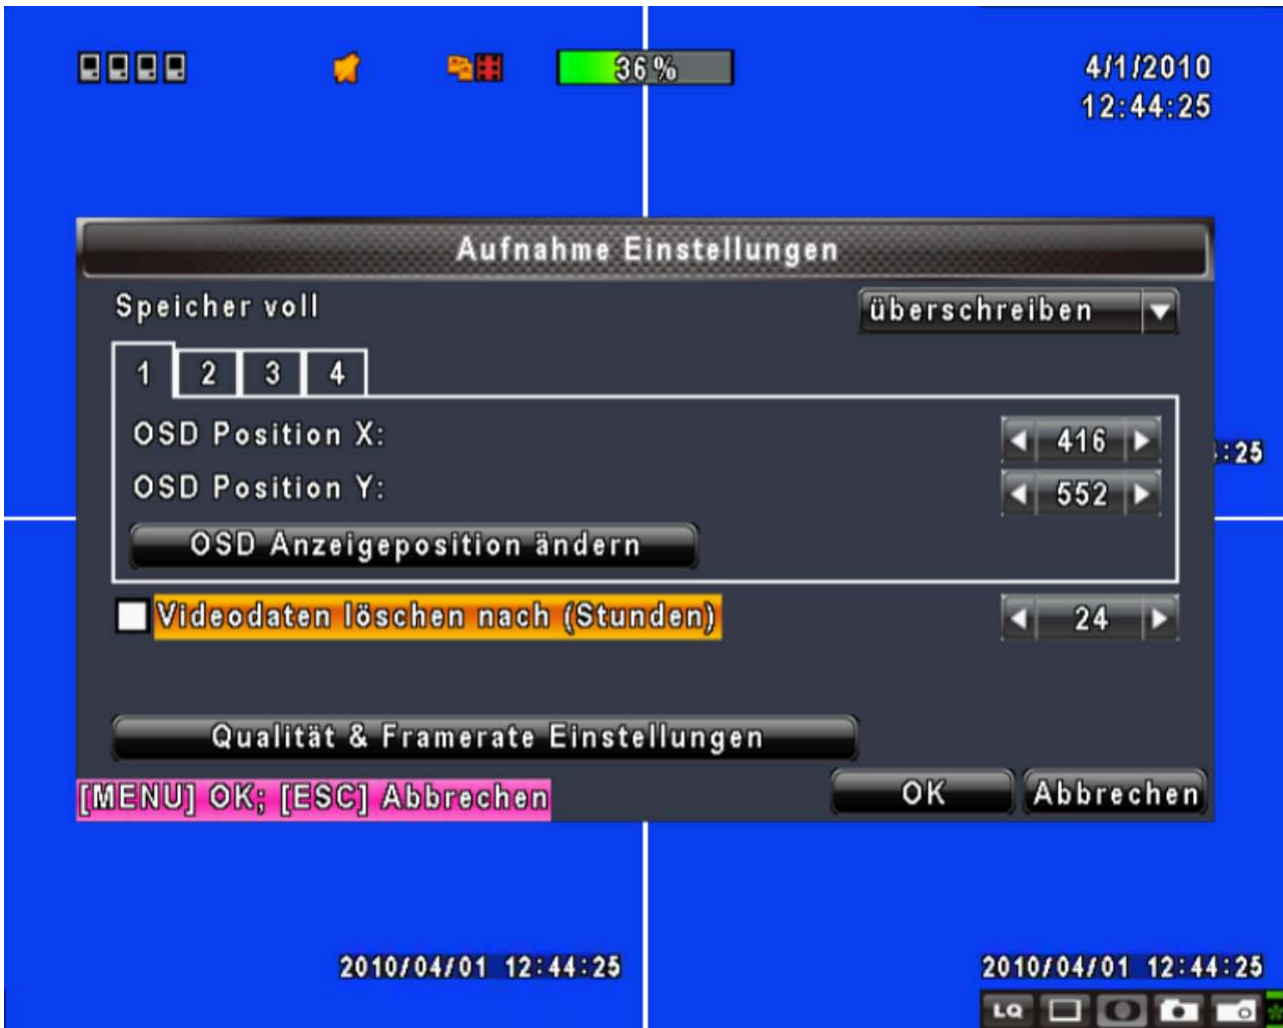 36%
4/1/2010
12:44:25
Aufnahme Einstellungen
Speicher voll
überschreiben
1 2 3 4
OSD Position X:
416
:25
OSD Position Y:
552
OSD Anzeigeposition ändern
Videodaten löschen nach (Stunden)
24
Qualität & Framerate Einstellungen
[MENU] OK; [ESC] Abbrechen
OK
Abbrechen
2010/04/01 12:44:25
2010/04/01 12:44:25
LQ